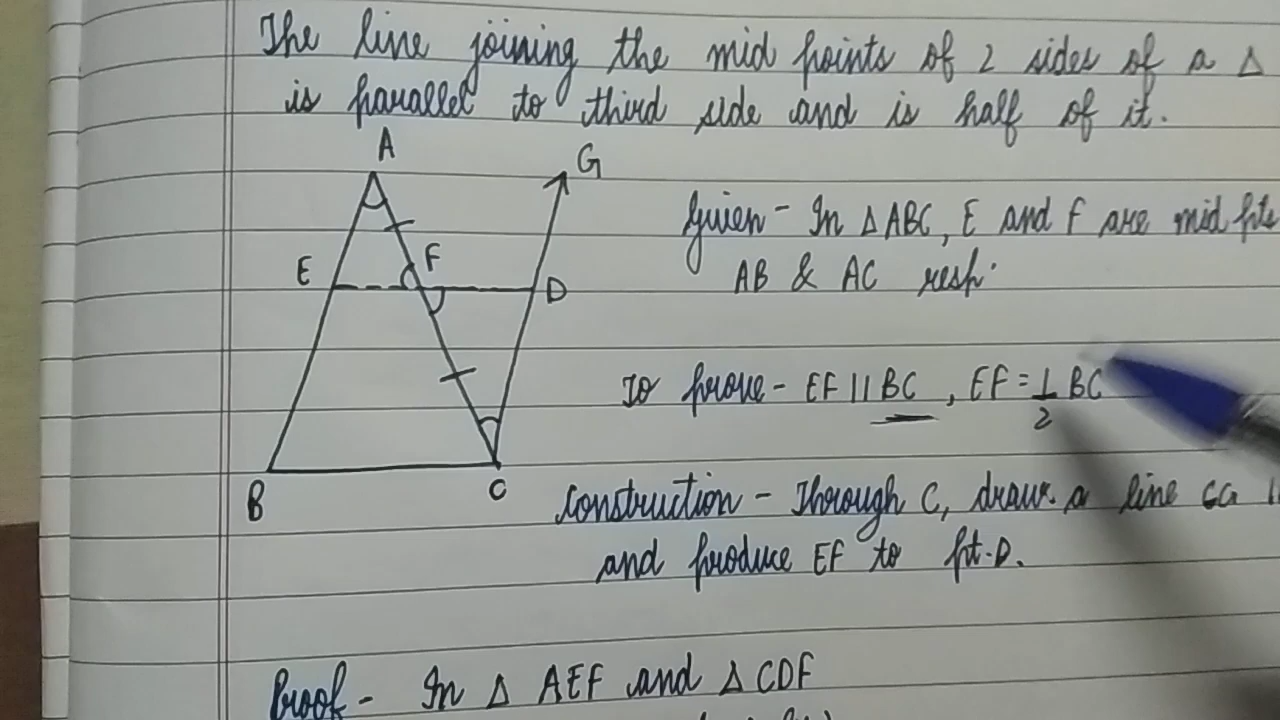 The line joining the mid points of 2 sides of a Δ
is parallel to third side and is half of it.
A
G
Given - In Δ ABC, E and F are mid pts
E
F
D
AB & AC resp.
To prove - EF || BC , EF = 1/2 BC
B
C
Construction - Through C, draw a line CG ||
and produce EF to pt. D.
Proof - In Δ AEF and Δ CDF